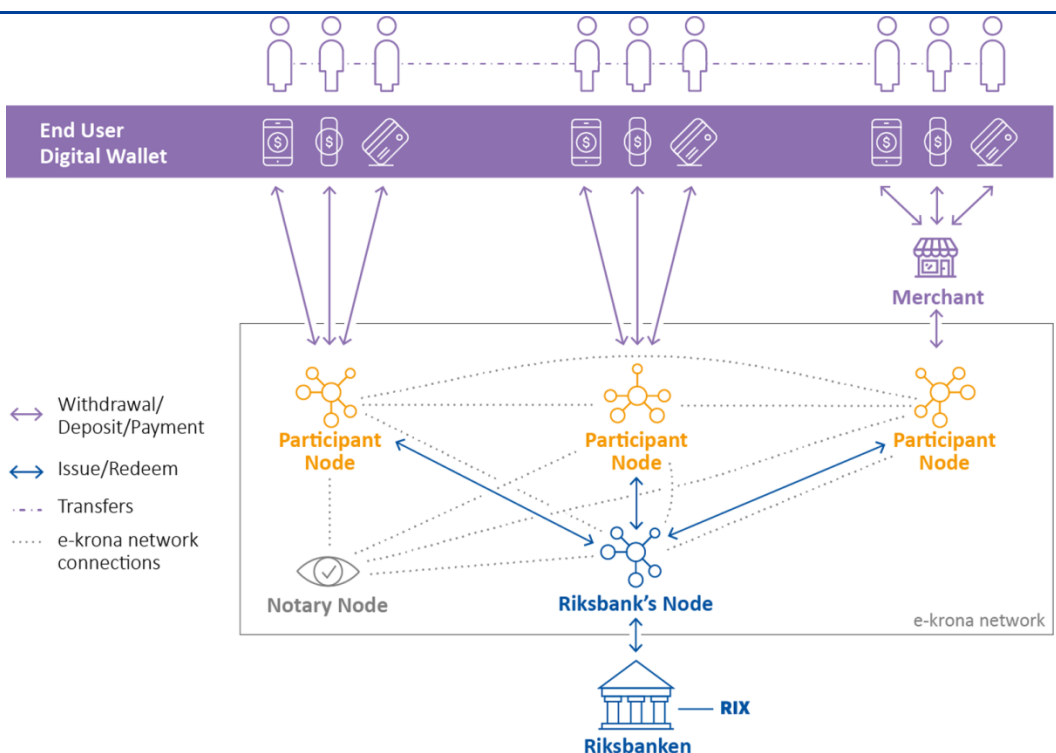 End User
Digital Wallet
Merchant
Withdrawal/
Deposit/Payment
Issue/Redeem
Transfers
e-krona network
connections
Participant
Node
Participant
Node
Participant
Node
Notary Node
Riksbank's Node
e-krona network
RIX
Riksbanken